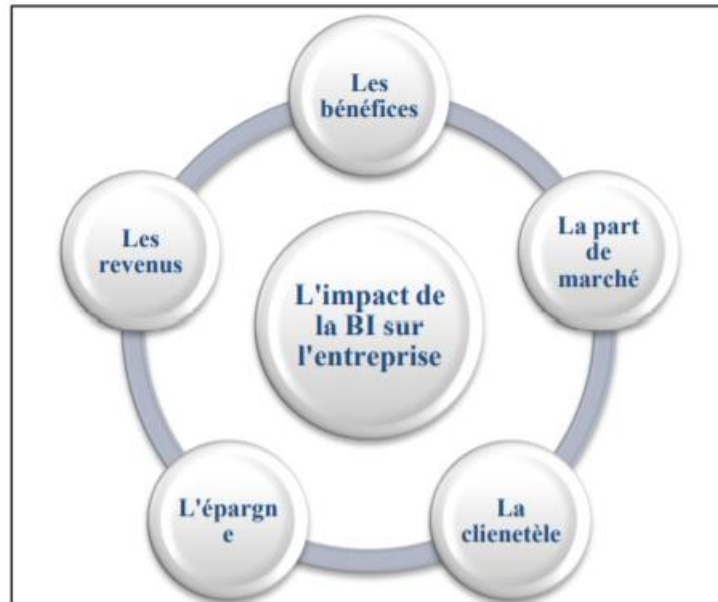 Les
bénéfices
La part
de
marché
La
clienetèle
L'épargn
e
Les
revenus
L'impact de
la BI sur
l'entreprise